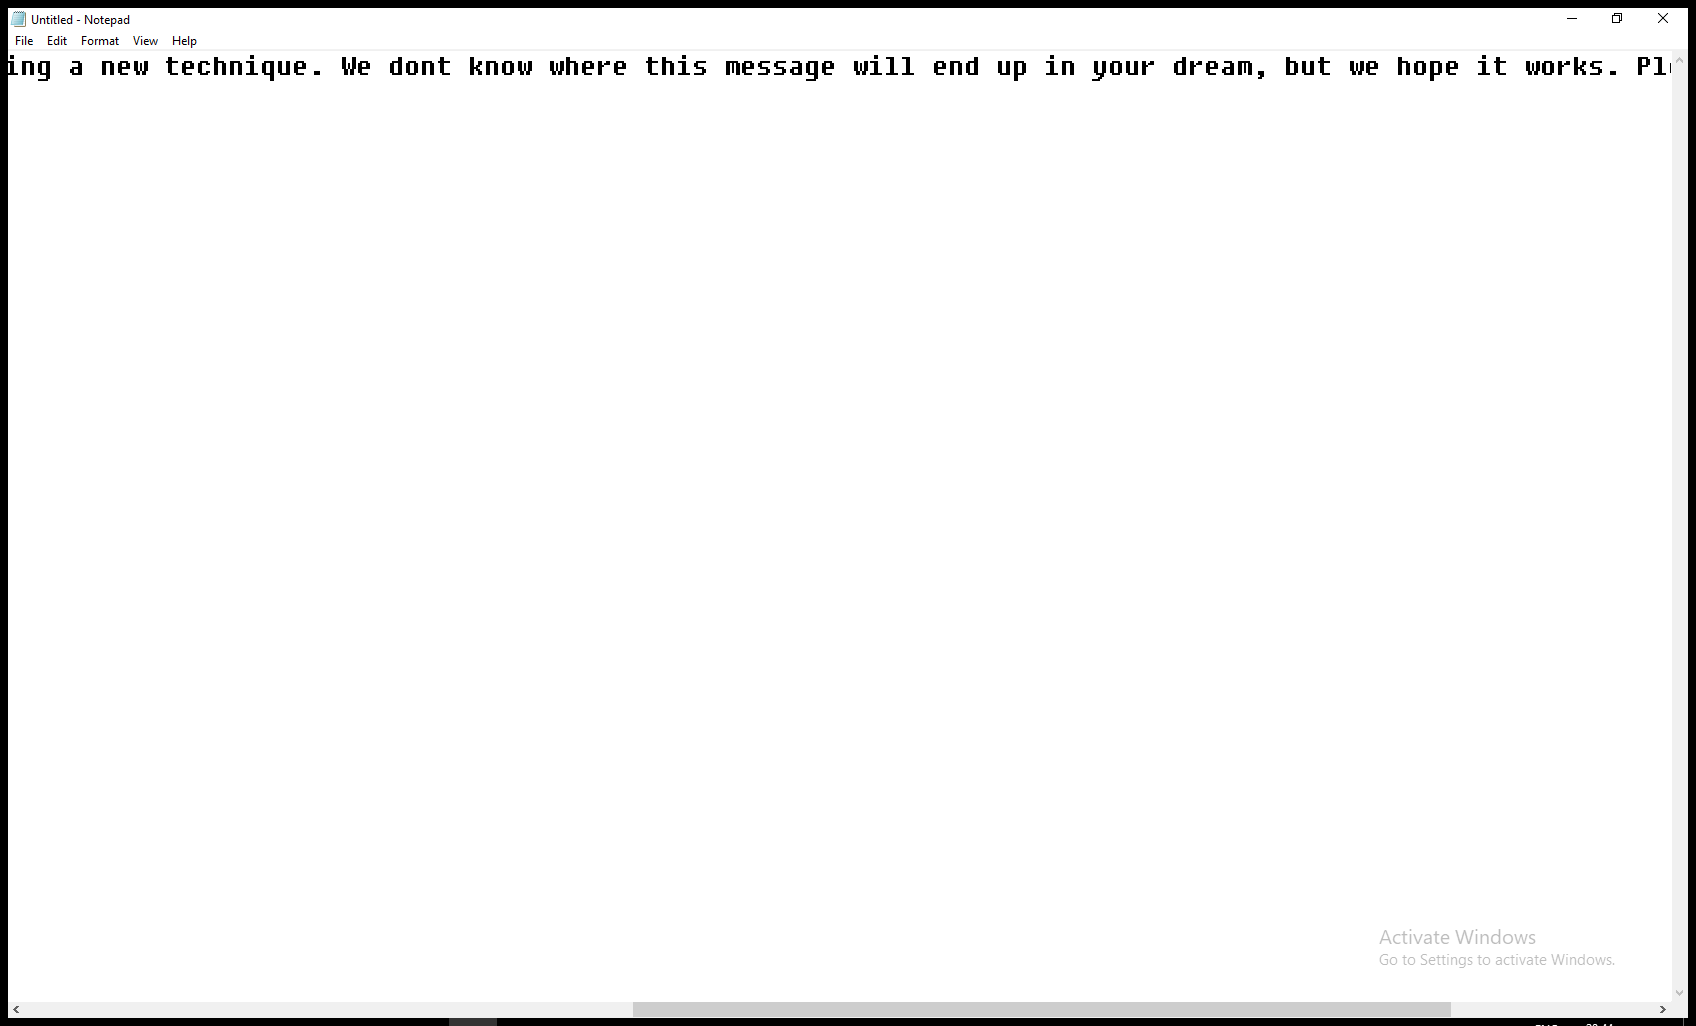 Untitled - Notepad
File Edit Format View Help
ing a new technique. We dont know where this message will end up in your dream, but we hope it works. Pl
Activate Windows
Go to Settings to activate Windows.